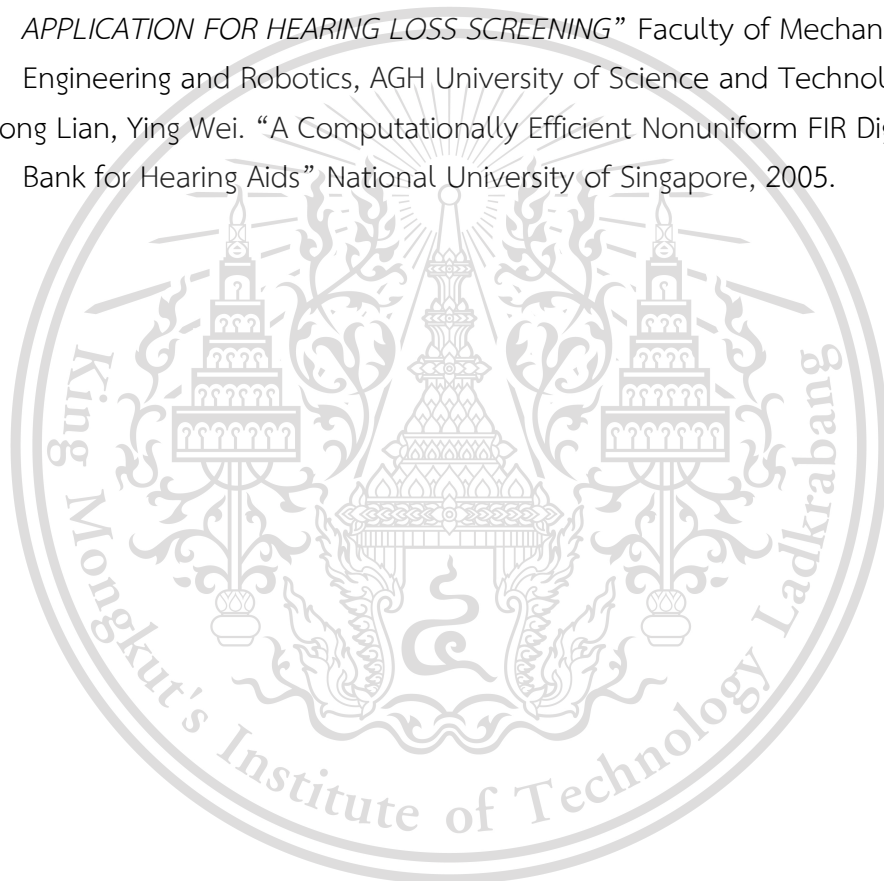 APPLICATION FOR HEARING LOSS SCREENING” Faculty of Mechan
Engineering and Robotics, AGH University of Science and Technol
ong Lian, Ying Wei. “A Computationally Efficient Nonuniform FIR Dig
Bank for Hearing Aids” National University of Singapore, 2005.
King Mongkut's Institute of Technology Ladkrabang